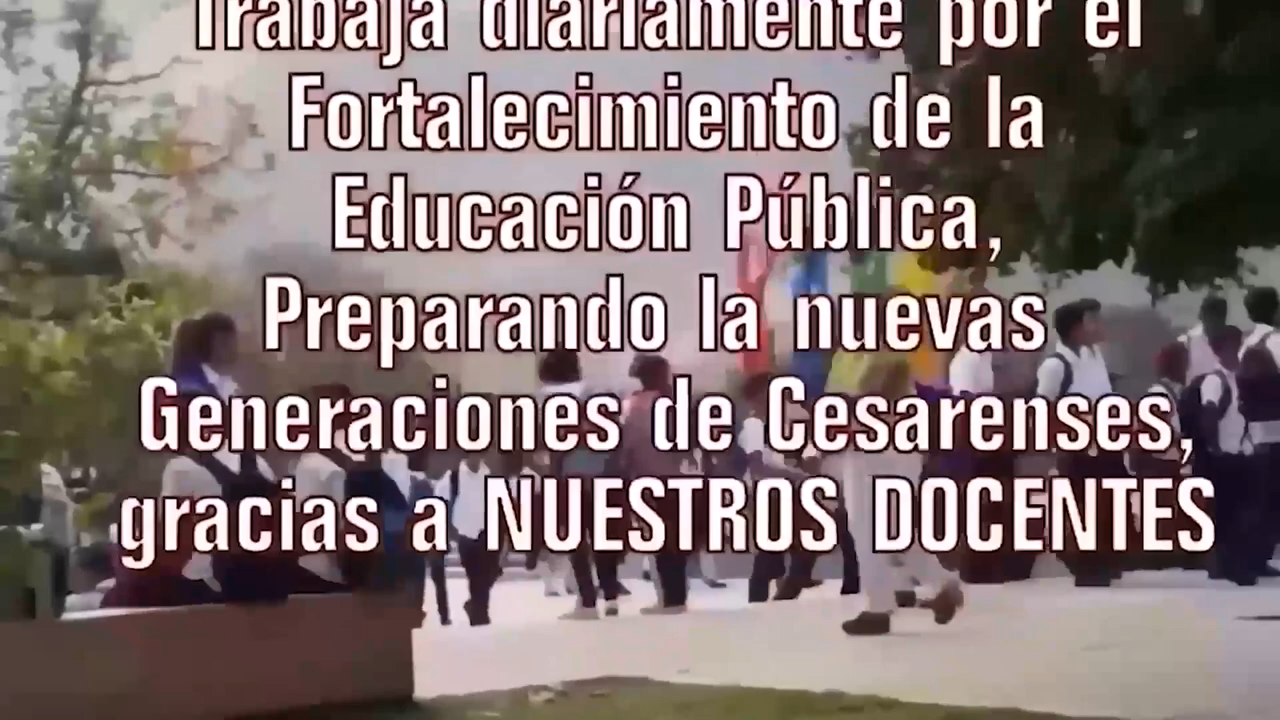 Trabaja diariamente por el
Fortalecimiento de la
Educación Pública,
Preparando la nuevas
Generaciones de Cesarenses,
gracias a NUESTROS DOCENTES